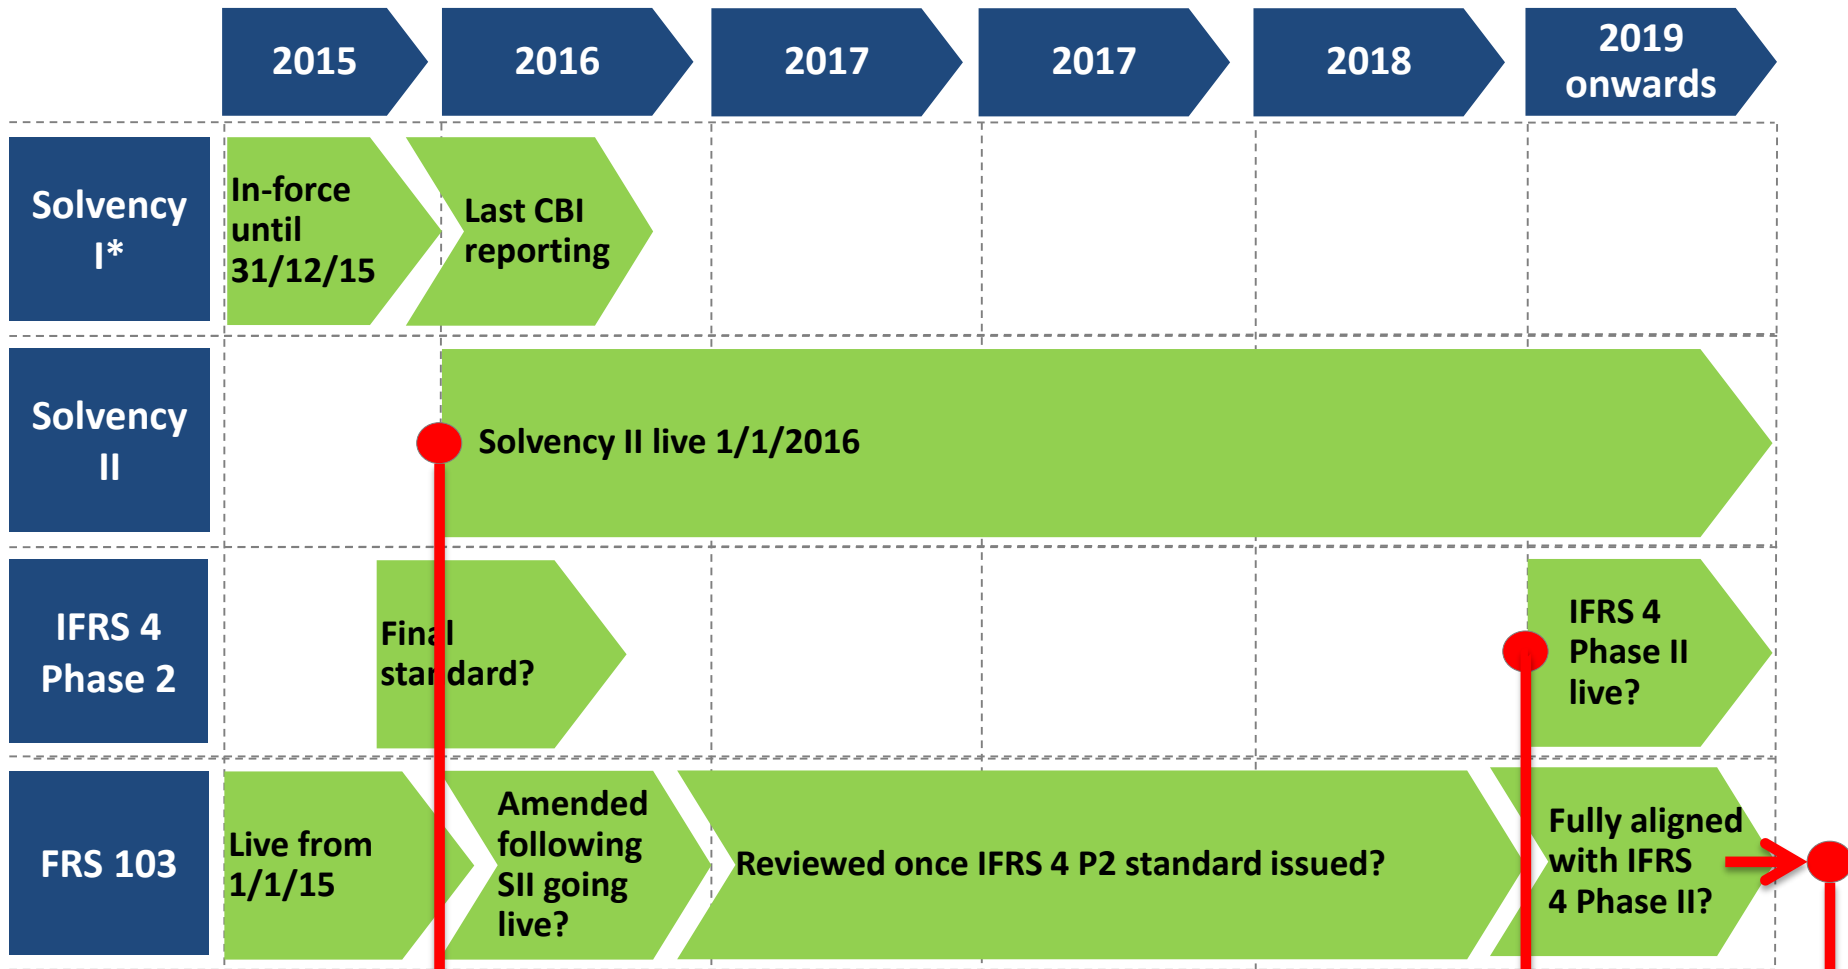 2015
2016
2017
2017
2018
2019
onwards
Solvency
I*
In-force
until
31/12/15
Last CBI
reporting
Solvency
II
Solvency II live 1/1/2016
IFRS 4
Phase 2
Final
standard?
IFRS 4
Phase II
live?
FRS 103
Live from
1/1/15
Amended
following
SII going
live?
Reviewed once IFRS 4 P2 standard issued?
Fully aligned
with IFRS
4 Phase II?